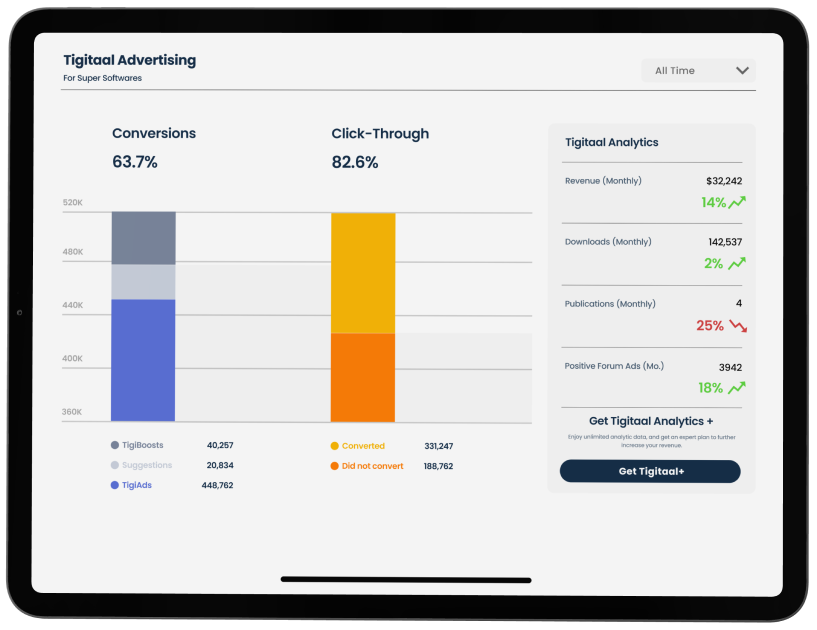 Tigitaal Advertising
For Super Softwares
All Time
Conversions
63.7%
Click-Through
82.6%
520K
480K
440K
400K
360K
TigiBoosts 40,257
Suggestions 20,834
TigiAds 448,762
Converted 331,247
Did not convert 188,762
Tigitaal Analytics
Revenue (Monthly) $32,242
14%
Downloads (Monthly) 142,537
2%
Publications (Monthly) 4
25%
Positive Forum Ads (Mo.) 3942
18%
Get Tigitaal Analytics +
Enjoy unlimited analytic data, and get an expert plan to further
increase your revenue.
Get Tigitaal+